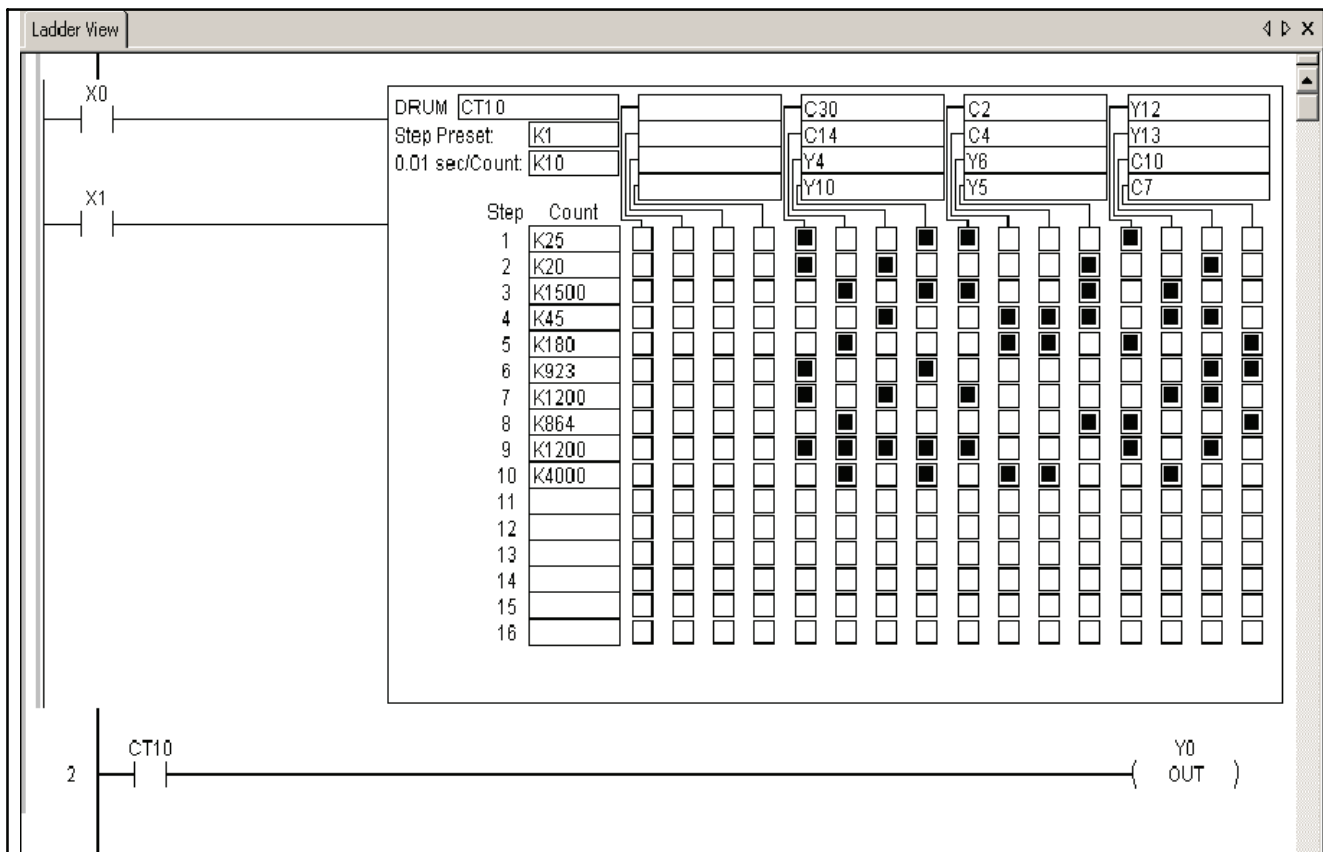 Ladder View
X0
X1
DRUM CT10
Step Preset: K1
0.01 sec/Count: K10
C30 C2 Y12
C14 C4 Y13
Y4 Y6 C10
Y10 Y5 C7
Step Count
1 K25
2 K20
3 K1500
4 K45
5 K180
6 K923
7 K1200
8 K864
9 K1200
10 K4000
11
12
13
14
15
16
2
CT10
Y0
( OUT )